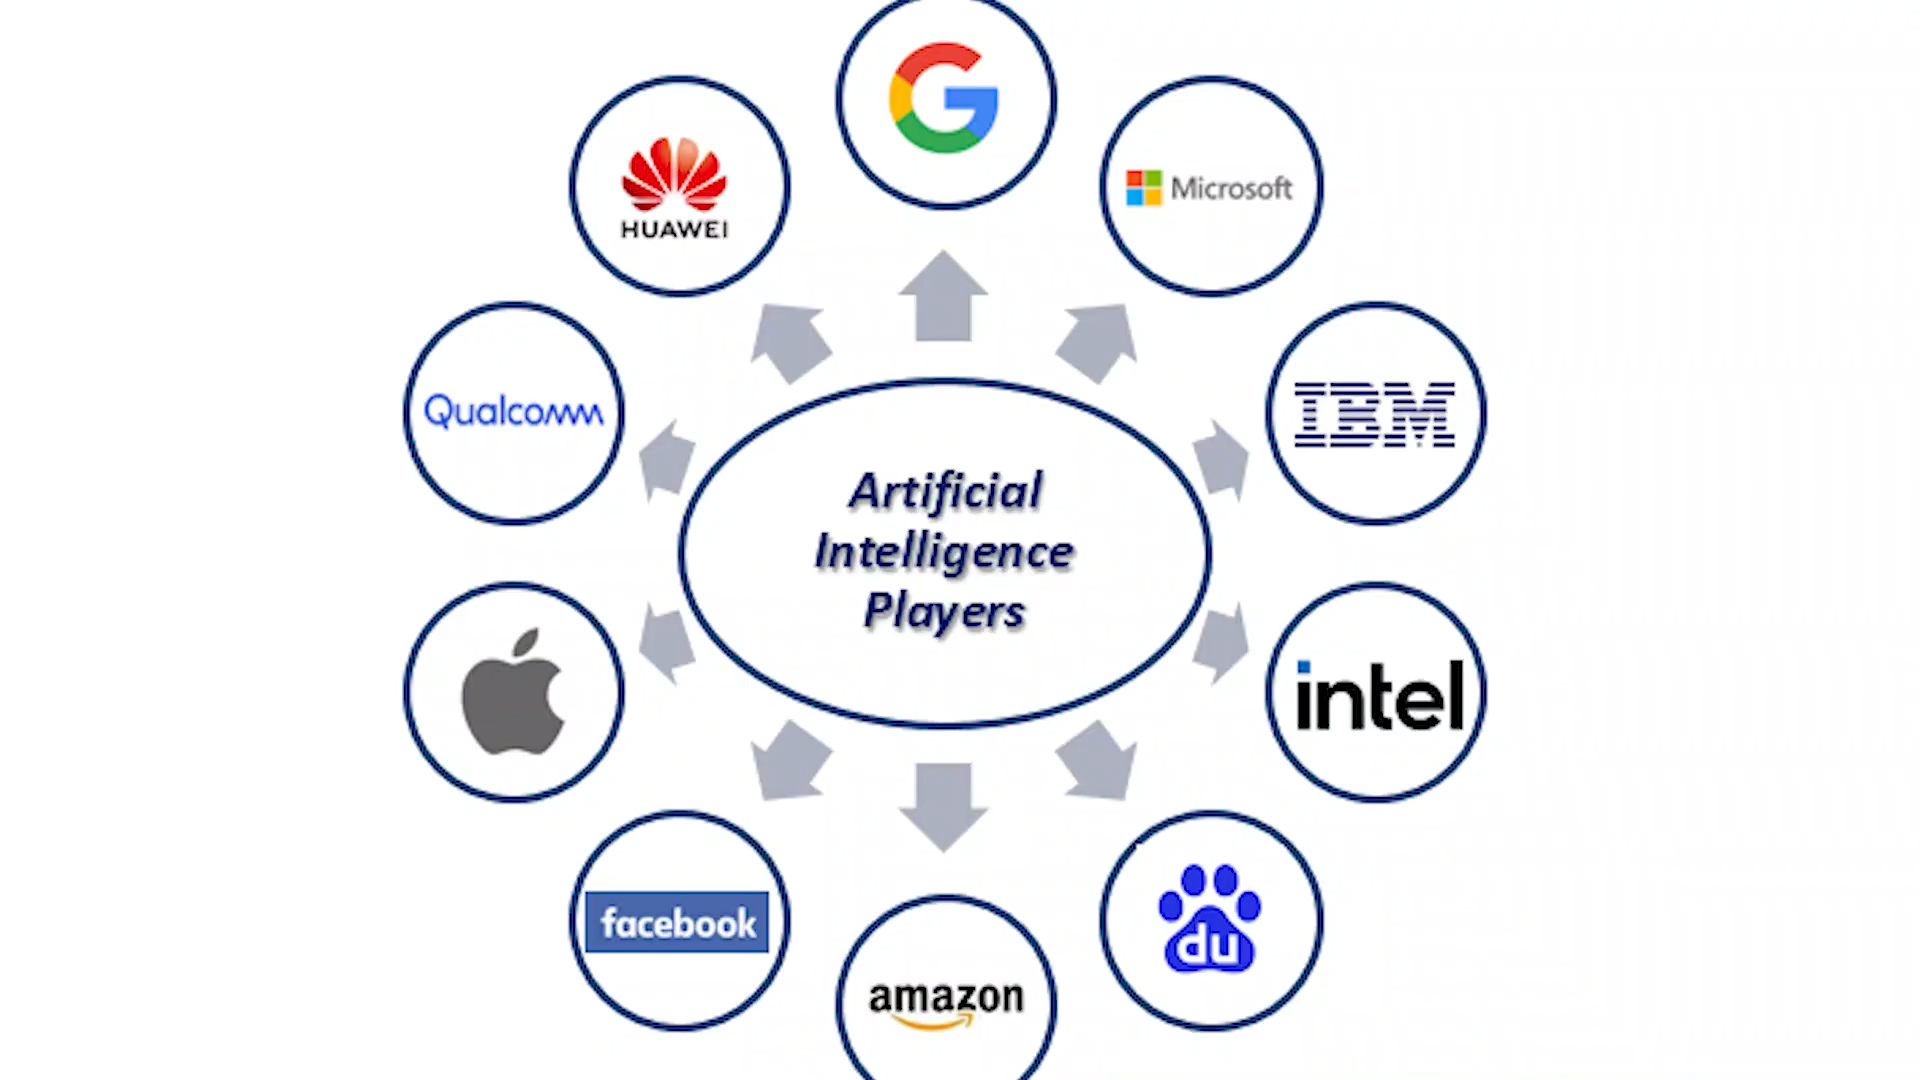 G
Microsoft
HUAWEI
Qualcomm
IBM
Artificial
Intelligence
Players
intel
facebook
du
amazon